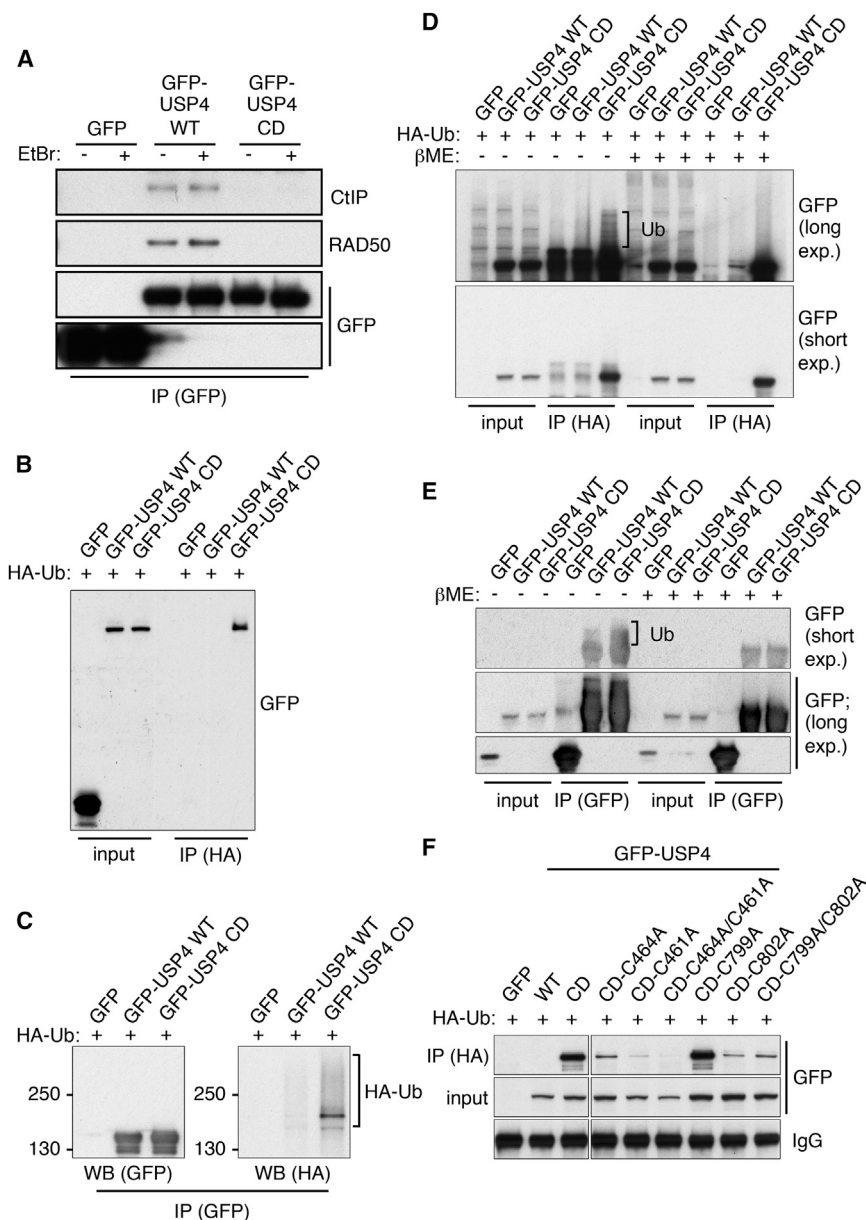 A
GFP
GFP-
USP4
WT
GFP-
USP4
CD
EtBr: - + - + - +
CtIP
RAD50
GFP
IP (GFP)
B
GFP
GFP-USP4 WT
GFP-USP4 CD
GFP
GFP-USP4 WT
GFP-USP4 CD
HA-Ub: + + + + + +
GFP
input IP (HA)
C
GFP
GFP-USP4 WT
GFP-USP4 CD
GFP
GFP-USP4 WT
GFP-USP4 CD
HA-Ub: + + + + + +
250
130
250
130
HA-Ub
WB (GFP) WB (HA)
IP (GFP)
D
GFP
GFP-USP4 WT
GFP-USP4 CD
GFP
GFP-USP4 WT
GFP-USP4 CD
GFP
GFP-USP4 WT
GFP-USP4 CD
GFP
GFP-USP4 WT
GFP-USP4 CD
HA-Ub: + + + + + + + + + + + +
βME: - - - - - - + + + + + +
Ub
GFP
(long
exp.)
GFP
(short
exp.)
input IP (HA) input IP (HA)
E
GFP
GFP-USP4 WT
GFP-USP4 CD
GFP
GFP-USP4 WT
GFP-USP4 CD
GFP
GFP-USP4 WT
GFP-USP4 CD
GFP
GFP-USP4 WT
GFP-USP4 CD
βME: - - - - - - + + + + + +
Ub
GFP
(short
exp.)
GFP;
(long
exp.)
input IP (GFP) input IP (GFP)
F
GFP-USP4
GFP
WT
CD
CD-C464A
CD-C461A
CD-C464A/C461A
CD-C799A
CD-C802A
CD-C799A/C802A
HA-Ub: + + + + + + + + +
IP (HA)
input
GFP
IgG